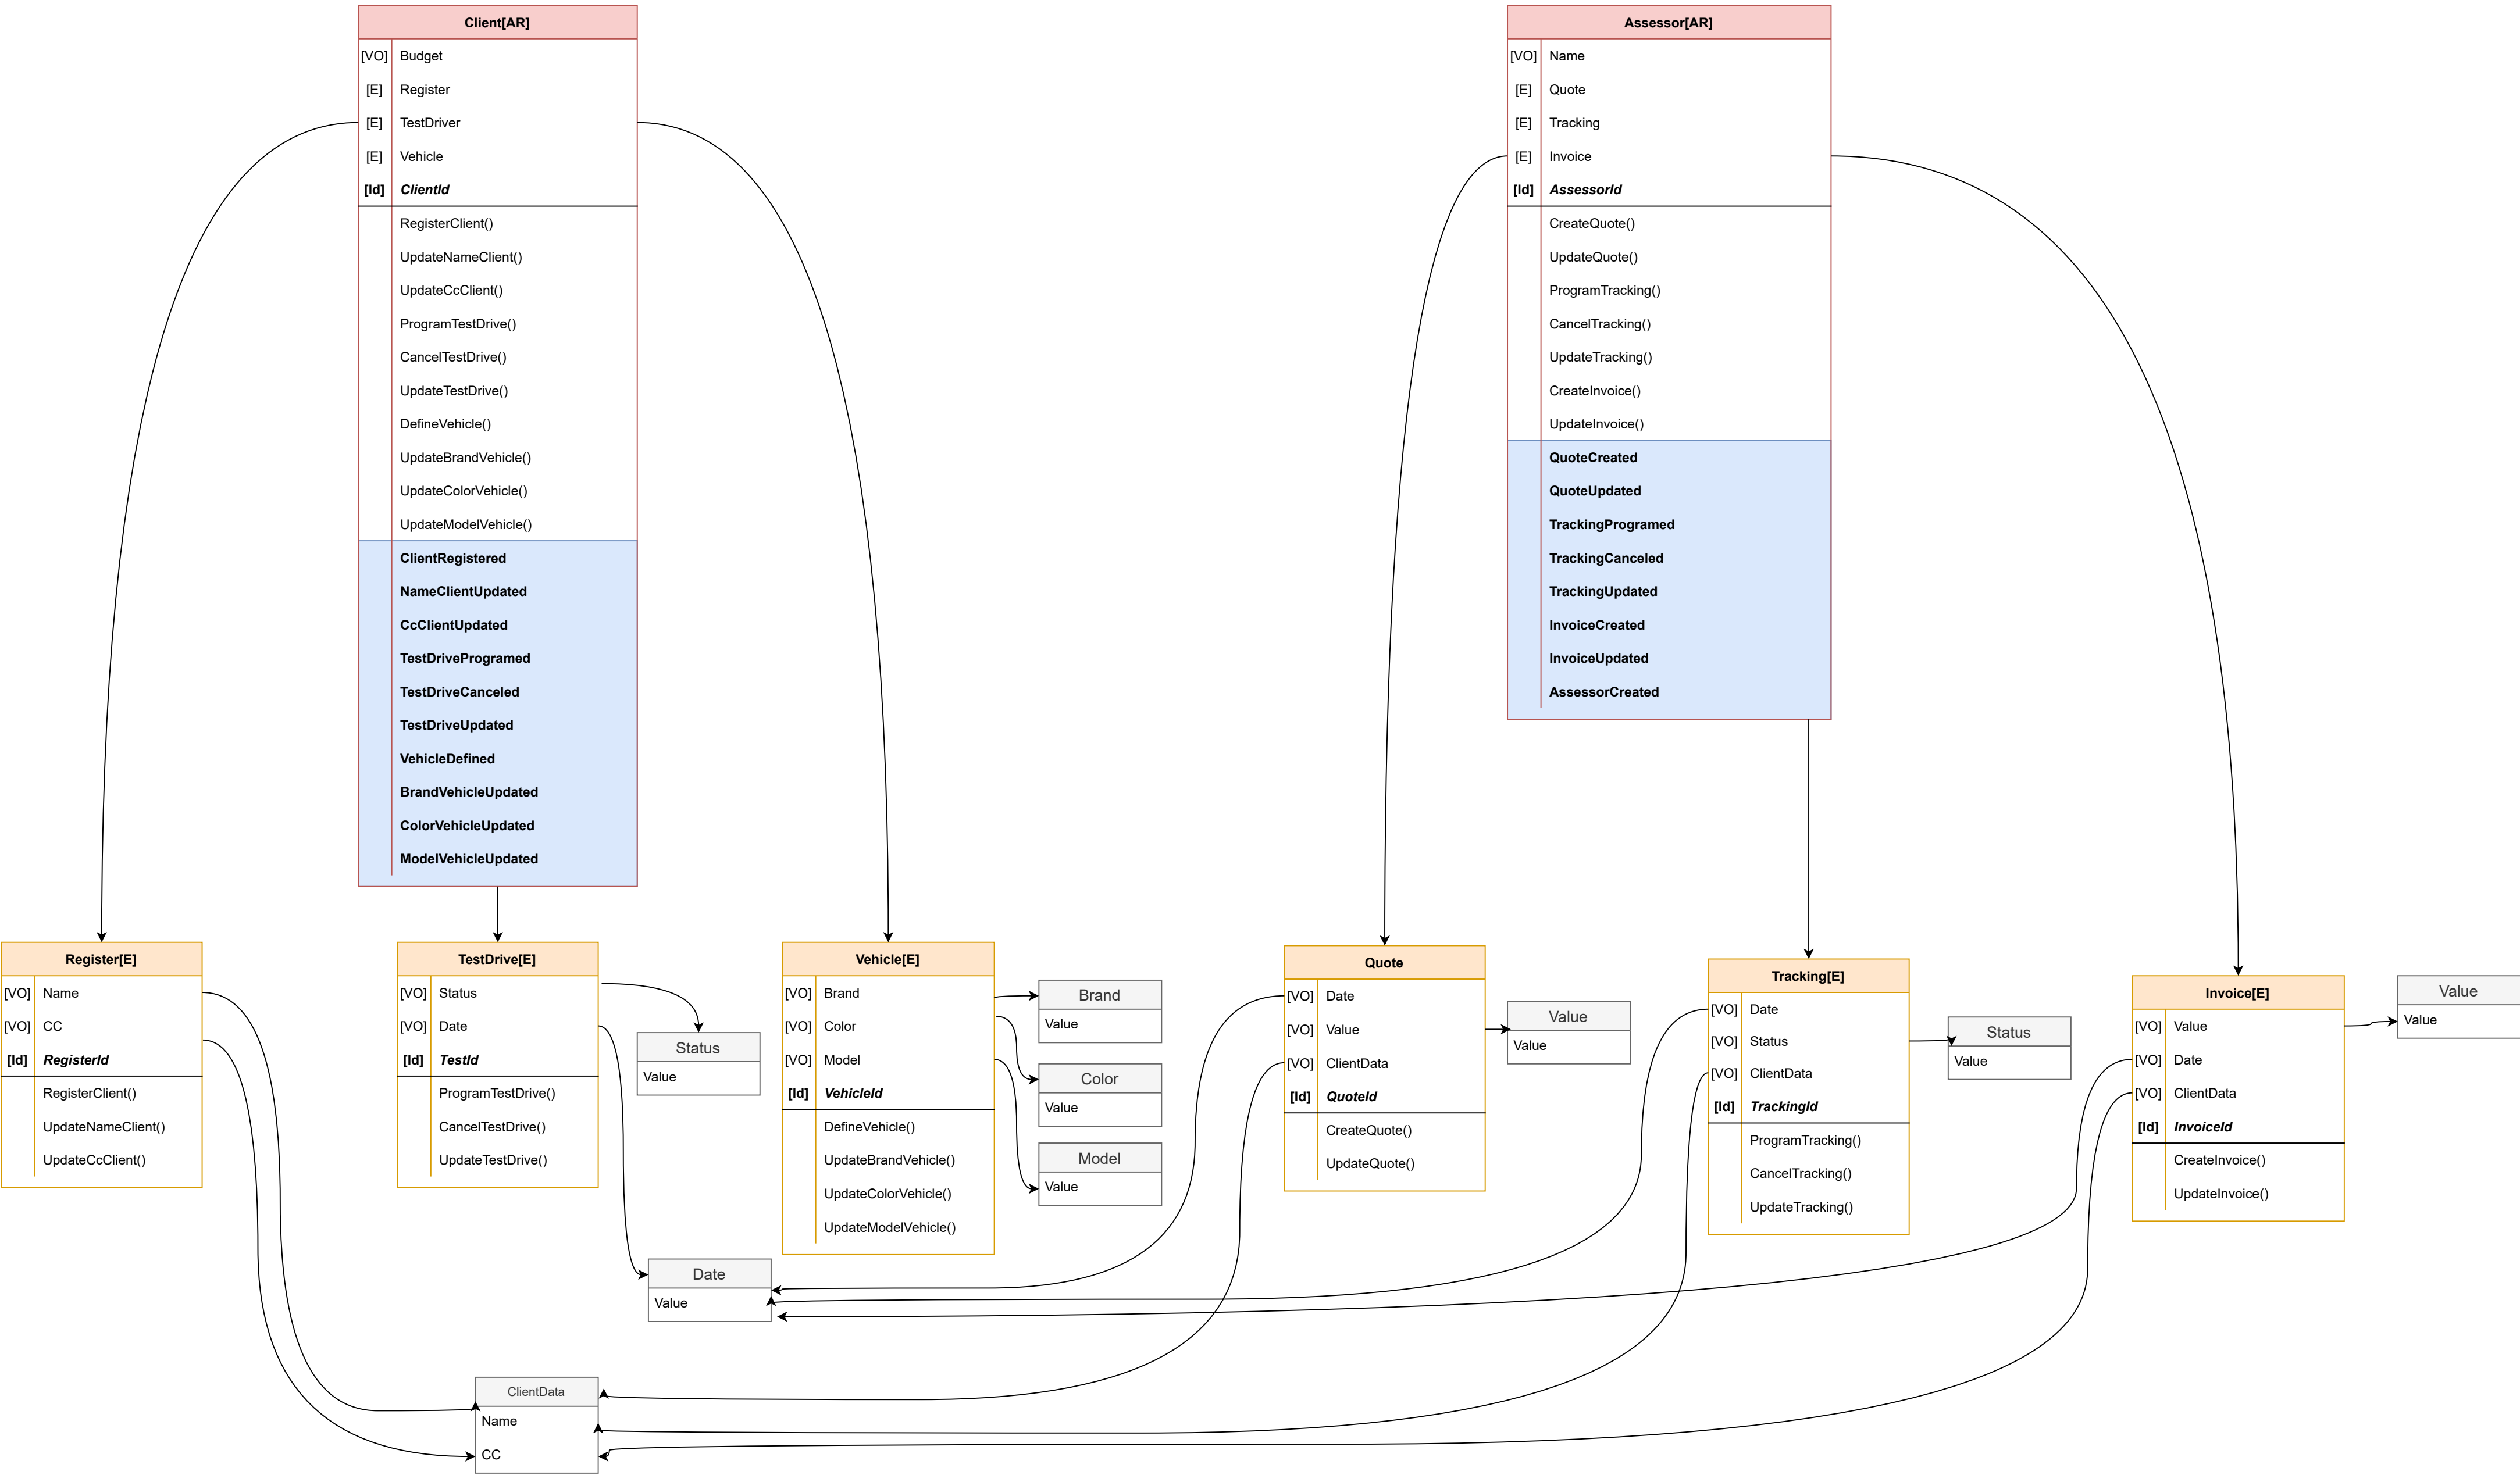 Client[AR]
[VO] Budget
[E] Register
[E] TestDriver
[E] Vehicle
[Id] ClientId
RegisterClient()
UpdateNameClient()
UpdateCcClient()
ProgramTestDrive()
CancelTestDrive()
UpdateTestDrive()
DefineVehicle()
UpdateBrandVehicle()
UpdateColorVehicle()
UpdateModelVehicle()
ClientRegistered
NameClientUpdated
CcClientUpdated
TestDriveProgramed
TestDriveCanceled
TestDriveUpdated
VehicleDefined
BrandVehicleUpdated
ColorVehicleUpdated
ModelVehicleUpdated
Assessor[AR]
[VO] Name
[E] Quote
[E] Tracking
[E] Invoice
[Id] AssessorId
CreateQuote()
UpdateQuote()
ProgramTracking()
CancelTracking()
UpdateTracking()
CreateInvoice()
UpdateInvoice()
QuoteCreated
QuoteUpdated
TrackingProgramed
TrackingCanceled
TrackingUpdated
InvoiceCreated
InvoiceUpdated
AssessorCreated
Register[E]
[VO] Name
[VO] CC
[Id] RegisterId
RegisterClient()
UpdateNameClient()
UpdateCcClient()
TestDrive[E]
[VO] Status
[VO] Date
[Id] TestId
ProgramTestDrive()
CancelTestDrive()
UpdateTestDrive()
Status
Value
Vehicle[E]
[VO] Brand
[VO] Color
[VO] Model
[Id] VehicleId
DefineVehicle()
UpdateBrandVehicle()
UpdateColorVehicle()
UpdateModelVehicle()
Brand
Value
Color
Value
Model
Value
Quote
[VO] Date
[VO] Value
[VO] ClientData
[Id] QuoteId
CreateQuote()
UpdateQuote()
Value
Value
Tracking[E]
[VO] Date
[VO] Status
[VO] ClientData
[Id] TrackingId
ProgramTracking()
CancelTracking()
UpdateTracking()
Status
Value
Invoice[E]
[VO] Value
[VO] Date
[VO] ClientData
[Id] InvoiceId
CreateInvoice()
UpdateInvoice()
Value
Value
Date
Value
ClientData
Name
CC